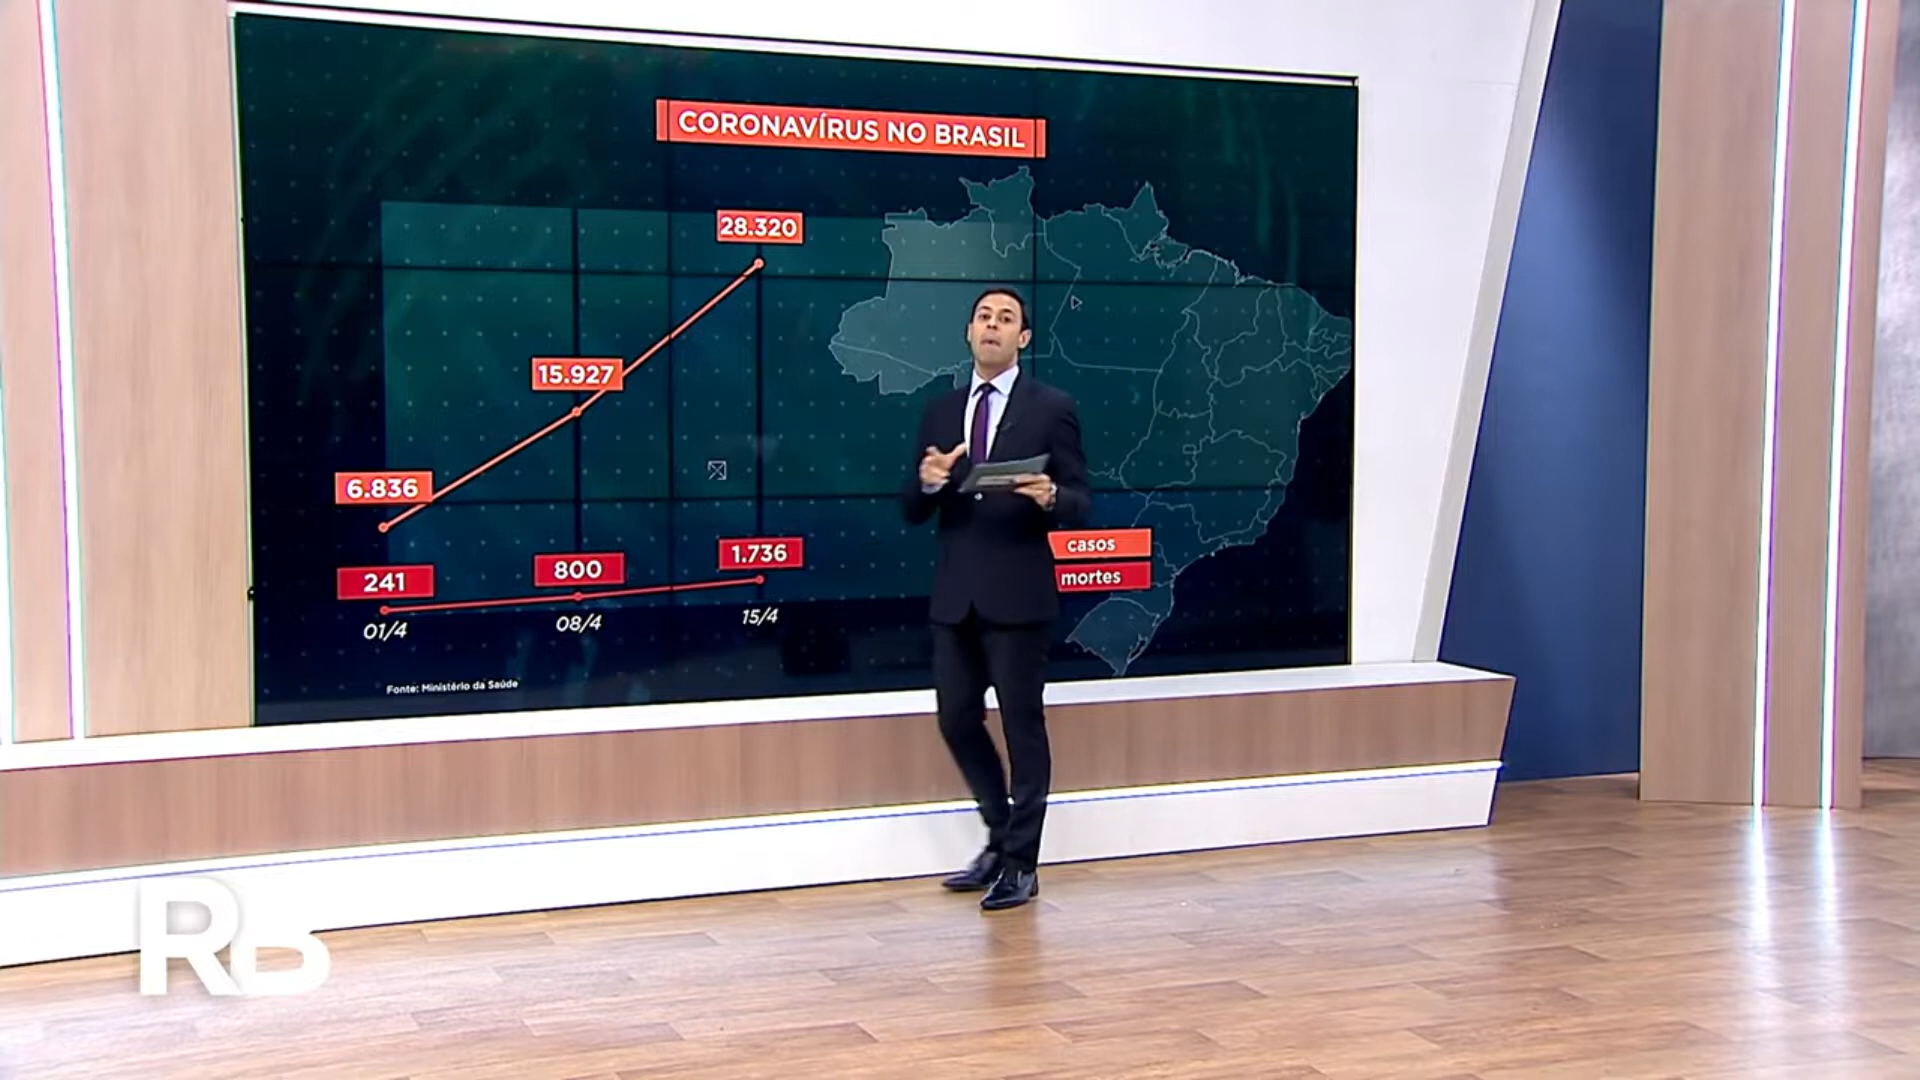 CORONAVÍRUS NO BRASIL
28.320
15.927
6.836
1.736
800
241
01/4
08/4
15/4
casos
mortes
Fonte: Ministério da Saúde
RB